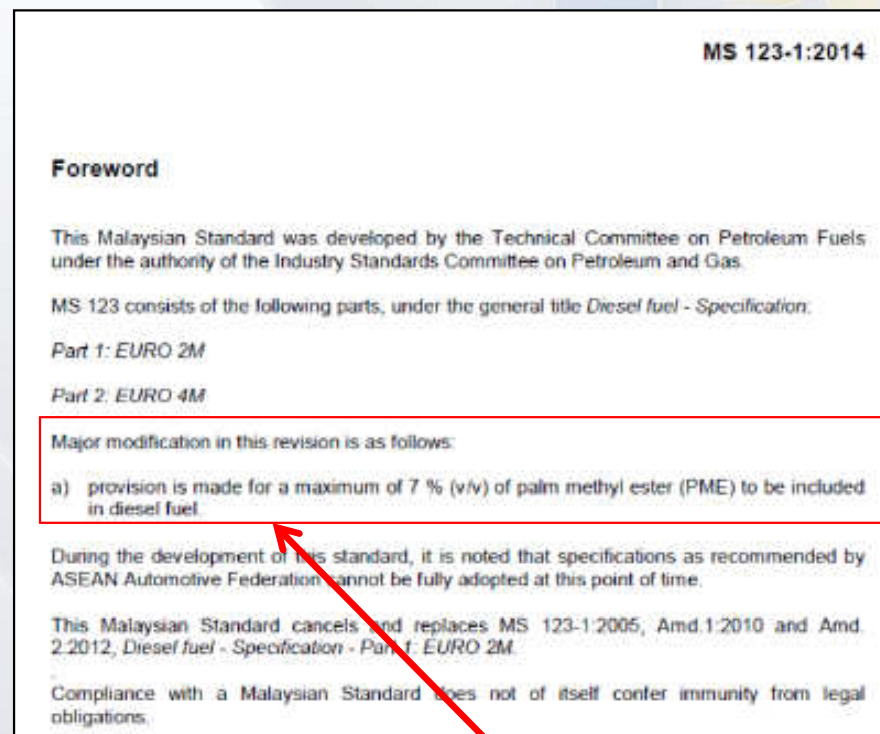 MS 123-1:2014
Foreword
This Malaysian Standard was developed by the Technical Committee on Petroleum Fuels
under the authority of the Industry Standards Committee on Petroleum and Gas.
MS 123 consists of the following parts, under the general title Diesel fuel - Specification:
Part 1: EURO 2M
Part 2: EURO 4M
Major modification in this revision is as follows:
a) provision is made for a maximum of 7 % (v/v) of palm methyl ester (PME) to be included
in diesel fuel.
During the development of this standard, it is noted that specifications as recommended by
ASEAN Automotive Federation cannot be fully adopted at this point of time.
This Malaysian Standard cancels and replaces MS 123-1:2005, Amd.1:2010 and Amd.
2:2012, Diesel fuel - Specification - Part 1: EURO 2M.
Compliance with a Malaysian Standard does not of itself confer immunity from legal
obligations.